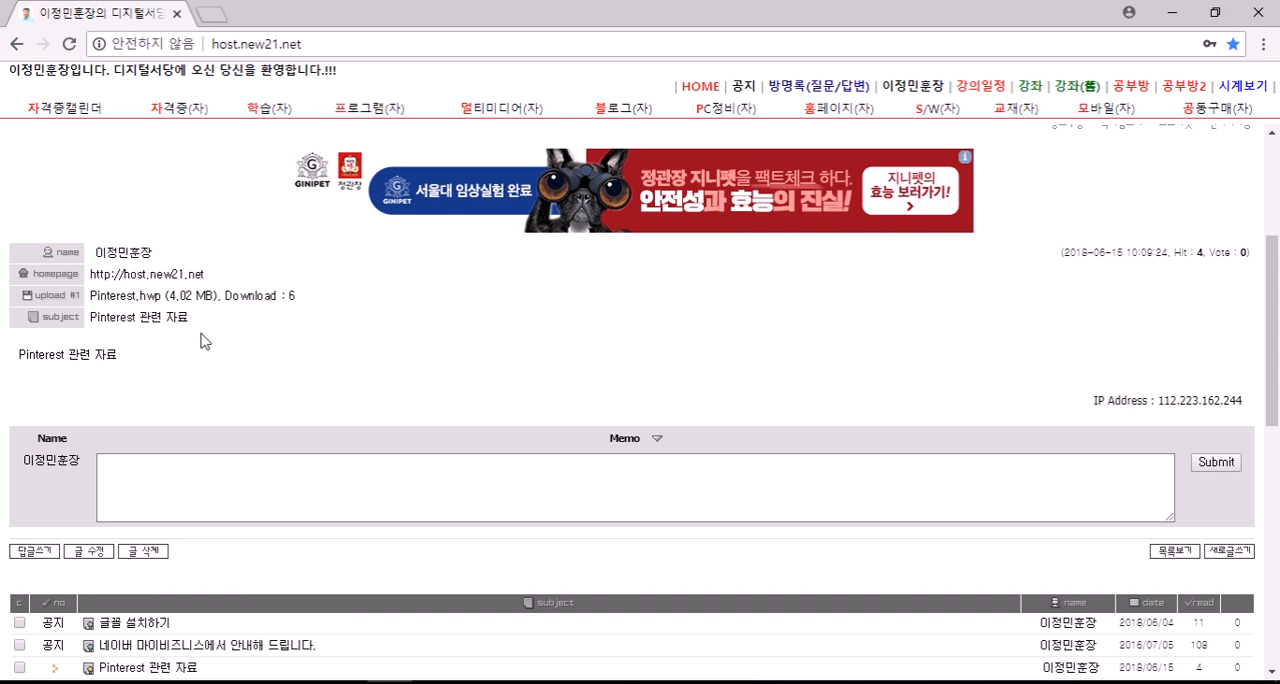 이정민훈장의 디지털서당
안전하지 않음 | host.new21.net
이정민훈장입니다. 디지털서당에 오신 당신을 환영합니다.!!!
| HOME | 공지 | 방명록(질문/답변) | 이정민훈장 | 강의일정 | 강좌 | 강좌(舊) | 공부방 | 공부방2 | 시계보기 |
자격증캘린더 자격증(자) 학습(자) 프로그램(자) 멀티미디어(자) 블로그(자) PC정비(자) 홈페이지(자) S/W(자) 교재(자) 모바일(자) 공동구매(자)
G GINIPET 정관장
G GINIPET 서울대 임상실험 완료
정관장 지니펫을 팩트체크 하다.
안전성과 효능의 진실!
지니펫의
효능 보러가기!
name 이정민훈장 (2018-06-15 10:09:24, Hit : 4, Vote : 0)
homepage http://host.new21.net
upload #1 Pinterest.hwp (4.02 MB), Download : 6
subject Pinterest 관련 자료
Pinterest 관련 자료
IP Address : 112.223.162.244
Name Memo
이정민훈장 Submit
답글쓰기 글 수정 글 삭제 목록보기 새로글쓰기
c no subject name date read
공지 글꼴 설치하기 이정민훈장 2018/06/04 11 0
공지 네이버 마이비즈니스에서 안내해 드립니다. 이정민훈장 2016/07/05 108 0
Pinterest 관련 자료 이정민훈장 2018/06/15 4 0